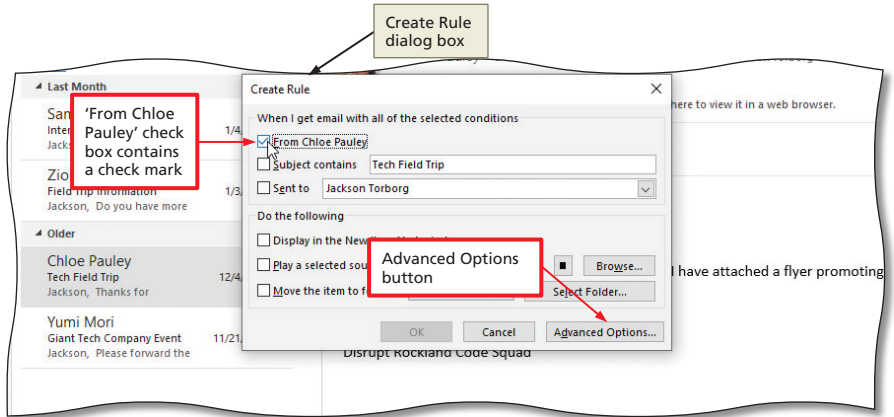 Create Rule
dialog box
Last Month
'From Chloe
Pauley' check
box contains
a check mark
San
Inter
Jack
1/4,
Zio
Field Trip Information 1/3,
Jackson, Do you have more
Older
Chloe Pauley
Tech Field Trip 12/4,
Jackson, Thanks for
Yumi Mori
Giant Tech Company Event 11/21,
Jackson, Please forward the
here to view it in a web browser.
Create Rule
When I get email with all of the selected conditions
From Chloe Pauley
Subject contains Tech Field Trip
Sent to Jackson Torborg
Do the following
Display in the New
Play a selected sou Browse...
Move the item to f Select Folder...
Advanced Options
button
OK Cancel Advanced Options...
I have attached a flyer promoting
Disrupt Rockland Code Squad